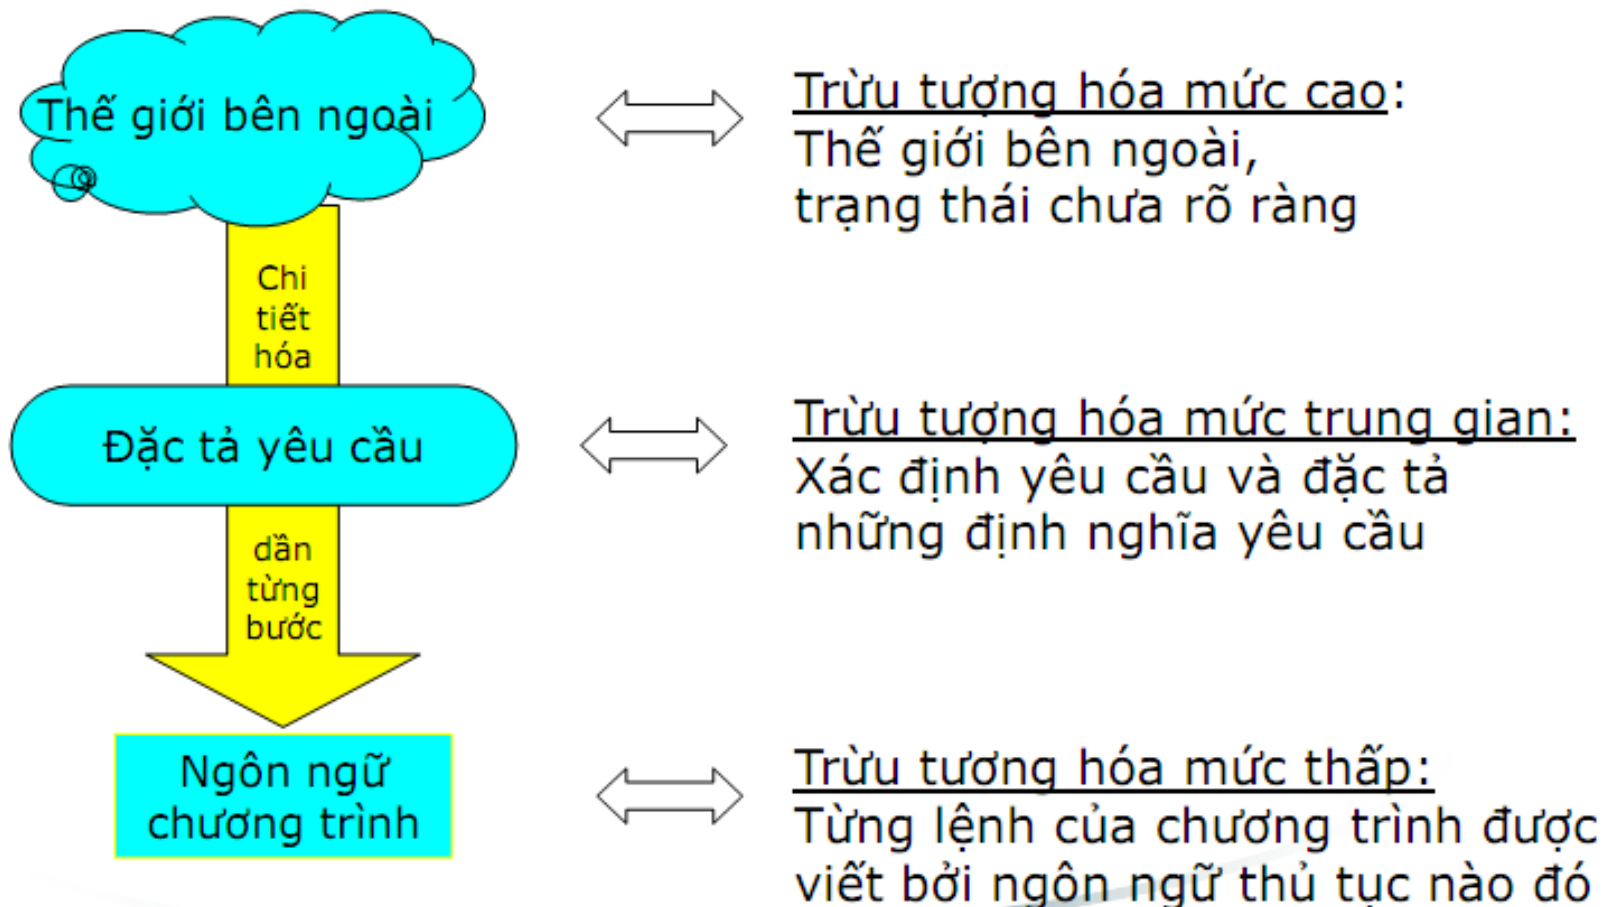 Thế giới bên ngoài
Trừu tượng hóa mức cao:
Thế giới bên ngoài,
trạng thái chưa rõ ràng
Chi
tiết
hóa
Đặc tả yêu cầu
Trừu tượng hóa mức trung gian:
Xác định yêu cầu và đặc tả
những định nghĩa yêu cầu
dần
từng
bước
Ngôn ngữ
chương trình
Trừu tương hóa mức thấp:
Từng lệnh của chương trình được
viết bởi ngôn ngữ thủ tục nào đó